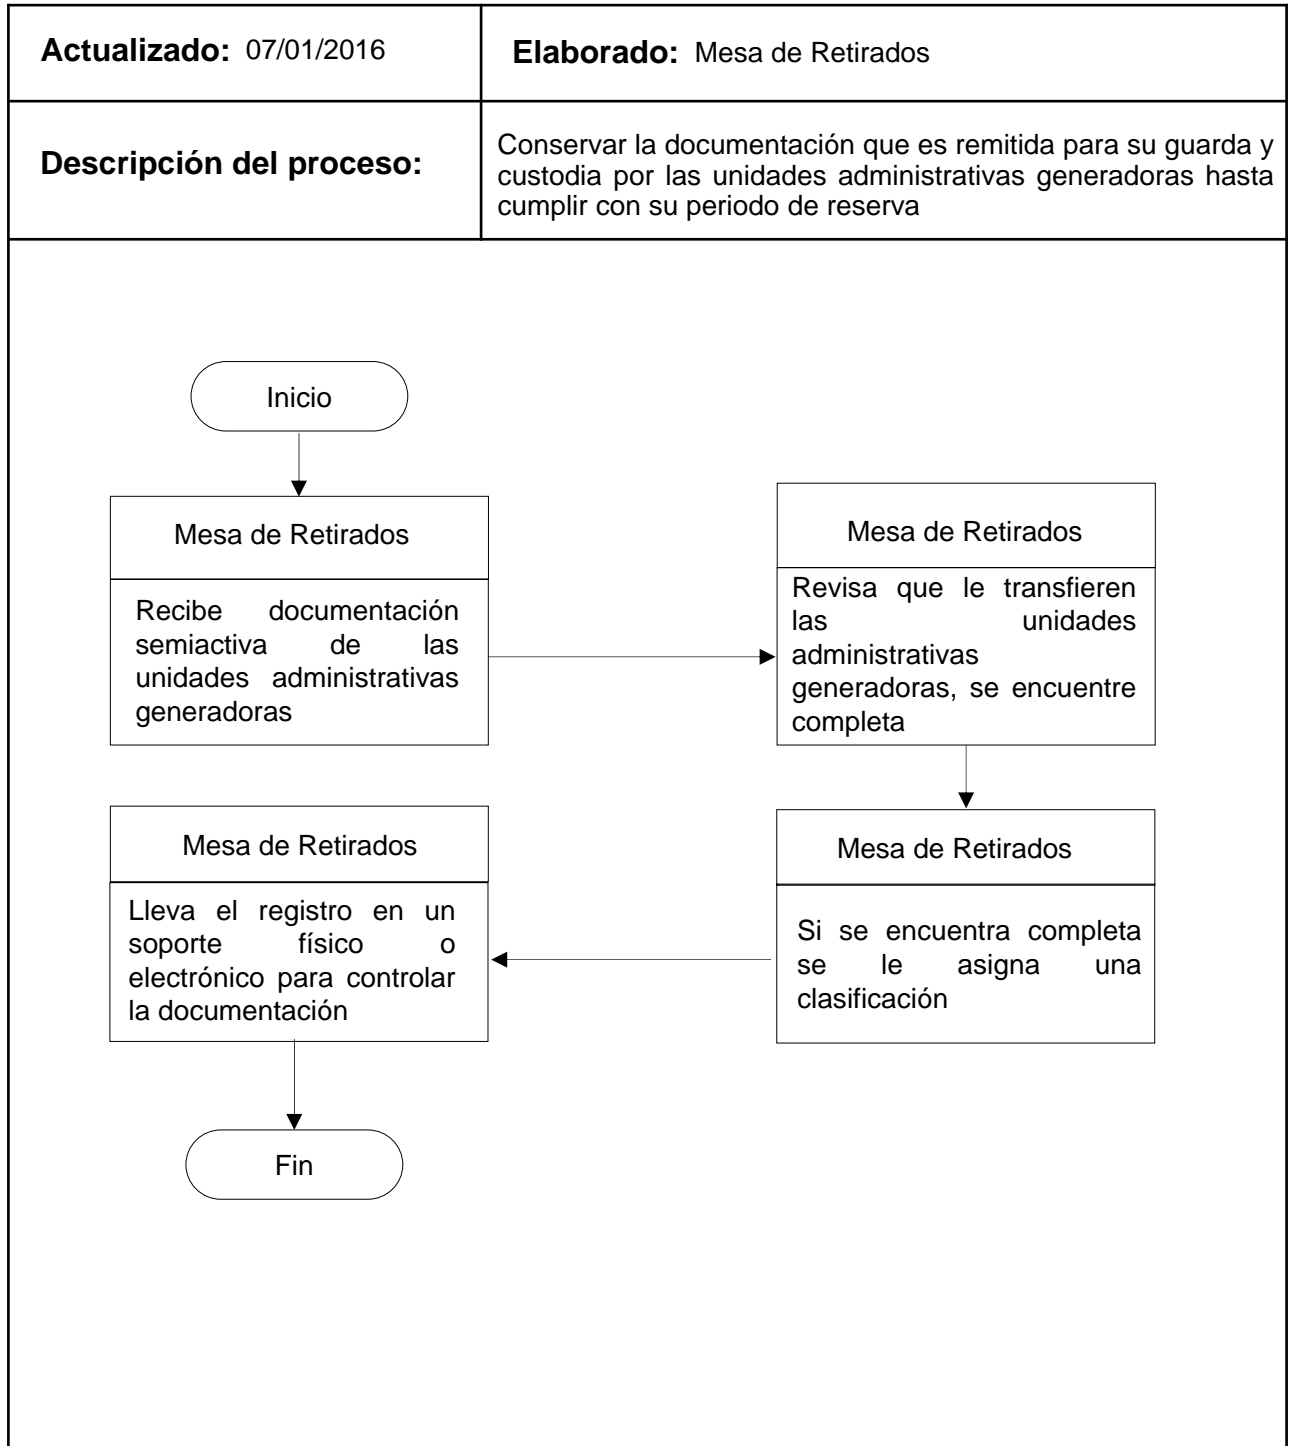 Actualizado: 07/01/2016
Elaborado: Mesa de Retirados
Descripción del proceso:
Conservar la documentación que es remitida para su guarda y
custodia por las unidades administrativas generadoras hasta
cumplir con su periodo de reserva
Inicio
Mesa de Retirados
Recibe documentación
semiactiva de las
unidades administrativas
generadoras
Mesa de Retirados
Revisa que le transfieren
las unidades
administrativas
generadoras, se encuentre
completa
Mesa de Retirados
Si se encuentra completa
se le asigna una
clasificación
Mesa de Retirados
Lleva el registro en un
soporte físico o
electrónico para controlar
la documentación
Fin